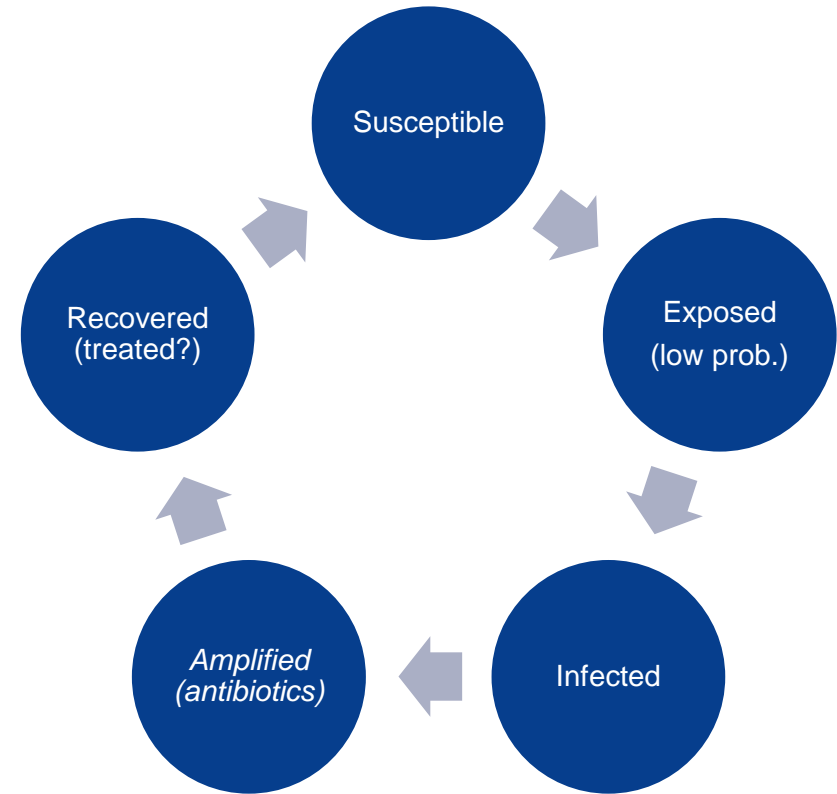 Susceptible
Exposed
(low prob.)
Infected
Amplified
(antibiotics)
Recovered
(treated?)